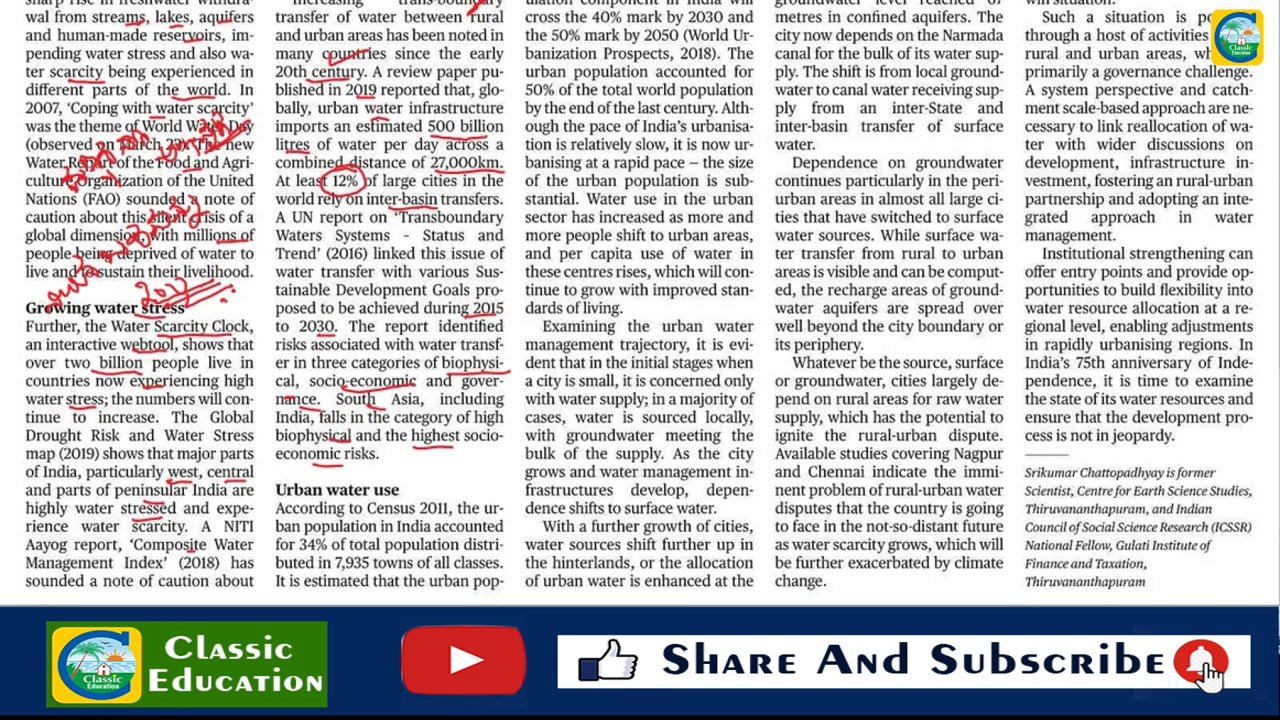 sharp rise in freshwater withdra-
wal from streams, lakes, aquifers
and human-made reservoirs, im-
pending water stress and also wa-
ter scarcity being experienced in
different parts of the world. In
2007, ‘Coping with water scarcity’
was the theme of World Water Day
(observed on March 22). The new
Water Report of the Food and Agri-
culture Organization of the United
Nations (FAO) sounded a note of
caution about this silent crisis of a
global dimension, with millions of
people being deprived of water to
live and to sustain their livelihood.
2017
Growing water stress
Further, the Water Scarcity Clock,
an interactive webtool, shows that
over two billion people live in
countries now experiencing high
water stress; the numbers will con-
tinue to increase. The Global
Drought Risk and Water Stress
map (2019) shows that major parts
of India, particularly west, central
and parts of peninsular India are
highly water stressed and expe-
rience water scarcity. A NITI
Aayog report, ‘Composite Water
Management Index’ (2018) has
sounded a note of caution about
Increasing trans-boundary
transfer of water between rural
and urban areas has been noted in
many countries since the early
20th century. A review paper pu-
blished in 2019 reported that, glo-
bally, urban water infrastructure
imports an estimated 500 billion
litres of water per day across a
combined distance of 27,000km.
At least 12% of large cities in the
world rely on inter-basin transfers.
A UN report on ‘Transboundary
Waters Systems - Status and
Trend’ (2016) linked this issue of
water transfer with various Sus-
tainable Development Goals pro-
posed to be achieved during 2015
to 2030. The report identified
risks associated with water transf-
er in three categories of biophysi-
cal, socio-economic and gover-
nance. South Asia, including
India, falls in the category of high
biophysical and the highest socio-
economic risks.
Urban water use
According to Census 2011, the ur-
ban population in India accounted
for 34% of total population distri-
buted in 7,935 towns of all classes.
It is estimated that the urban pop-
ulation component in India will
cross the 40% mark by 2030 and
the 50% mark by 2050 (World Ur-
banization Prospects, 2018). The
urban population accounted for
50% of the total world population
by the end of the last century. Alth-
ough the pace of India’s urbanisa-
tion is relatively slow, it is now ur-
banising at a rapid pace – the size
of the urban population is sub-
stantial. Water use in the urban
sector has increased as more and
more people shift to urban areas,
and per capita use of water in
these centres rises, which will con-
tinue to grow with improved stan-
dards of living.
Examining the urban water
management trajectory, it is evi-
dent that in the initial stages when
a city is small, it is concerned only
with water supply; in a majority of
cases, water is sourced locally,
with groundwater meeting the
bulk of the supply. As the city
grows and water management in-
frastructures develop, depen-
dence shifts to surface water.
With a further growth of cities,
water sources shift further up in
the hinterlands, or the allocation
of urban water is enhanced at the
groundwater level reached 67
metres in confined aquifers. The
city now depends on the Narmada
canal for the bulk of its water sup-
ply. The shift is from local ground-
water to canal water receiving sup-
ply from an inter-State and
inter-basin transfer of surface
water.
Dependence on groundwater
continues particularly in the peri-
urban areas in almost all large ci-
ties that have switched to surface
water sources. While surface wa-
ter transfer from rural to urban
areas is visible and can be comput-
ed, the recharge areas of ground-
water aquifers are spread over
well beyond the city boundary or
its periphery.
Whatever be the source, surface
or groundwater, cities largely de-
pend on rural areas for raw water
supply, which has the potential to
ignite the rural-urban dispute.
Available studies covering Nagpur
and Chennai indicate the immi-
nent problem of rural-urban water
disputes that the country is going
to face in the not-so-distant future
as water scarcity grows, which will
be further exacerbated by climate
change.
Such a situation is
through a host of activities
rural and urban areas,
primarily a governance challenge.
A system perspective and catch-
ment scale-based approach are ne-
cessary to link reallocation of wa-
ter with wider discussions on
development, infrastructure in-
vestment, fostering an rural-urban
partnership and adopting an inte-
grated approach in water
management.
Institutional strengthening can
offer entry points and provide op-
portunities to build flexibility into
water resource allocation at a re-
gional level, enabling adjustments
in rapidly urbanising regions. In
India’s 75th anniversary of Inde-
pendence, it is time to examine
the state of its water resources and
ensure that the development pro-
cess is not in jeopardy.
Srikumar Chattopadhyay is former
Scientist, Centre for Earth Science Studies,
Thiruvananthapuram, and Indian
Council of Social Science Research (ICSSR)
National Fellow, Gulati Institute of
Finance and Taxation,
Thiruvananthapuram
Classic
Education
Classic
Education
Classic
Education
Share And Subscribe